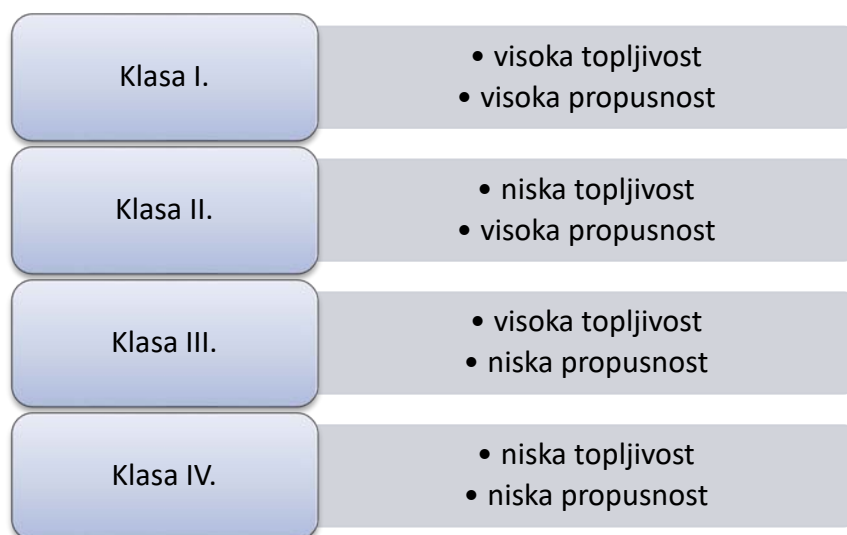 Klasa I.
• visoka topljivost
• visoka propusnost
Klasa II.
• niska topljivost
• visoka propusnost
Klasa III.
• visoka topljivost
• niska propusnost
Klasa IV.
• niska topljivost
• niska propusnost